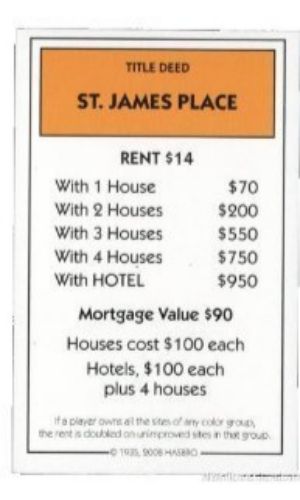 TITLE DEED
ST. JAMES PLACE
RENT $14
With 1 House $70
With 2 Houses $200
With 3 Houses $550
With 4 Houses $750
With HOTEL $950
Mortgage Value $90
Houses cost $100 each
Hotels, $100 each
plus 4 houses
If a player owns all the sites of any color group,
the rent is doubled on unimproved sites in that group.
© 1935, 2008 HASBRO